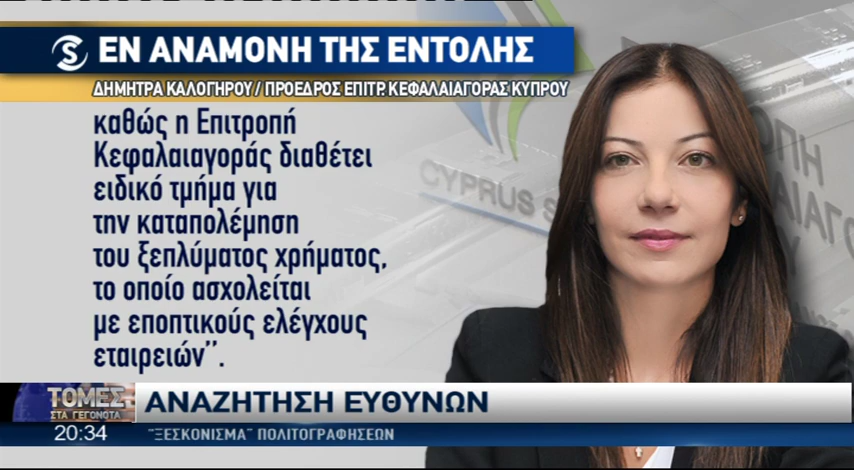 ΕΝ ΑΝΑΜΟΝΗ ΤΗΣ ΕΝΤΟΛΗΣ
ΔΗΜΗΤΡΑ ΚΑΛΟΓΗΡΟΥ / ΠΡΟΕΔΡΟΣ ΕΠΙΤΡ. ΚΕΦΑΛΑΙΑΓΟΡΑΣ ΚΥΠΡΟΥ
καθώς η Επιτροπή
Κεφαλαιαγοράς διαθέτει
ειδικό τμήμα για
την καταπολέμηση
του ξεπλύματος χρήματος,
το οποίο ασχολείται
με εποπτικούς ελέγχους
εταιρειών”.
CYPRUS S
ΤΟΜΕΣ
ΣΤΑ ΓΕΓΟΝΟΤΑ
ΑΝΑΖΗΤΗΣΗ ΕΥΘΥΝΩΝ
20:34
"ΞΕΣΚΟΝΙΣΜΑ" ΠΟΛΙΤΟΓΡΑΦΗΣΕΩΝ